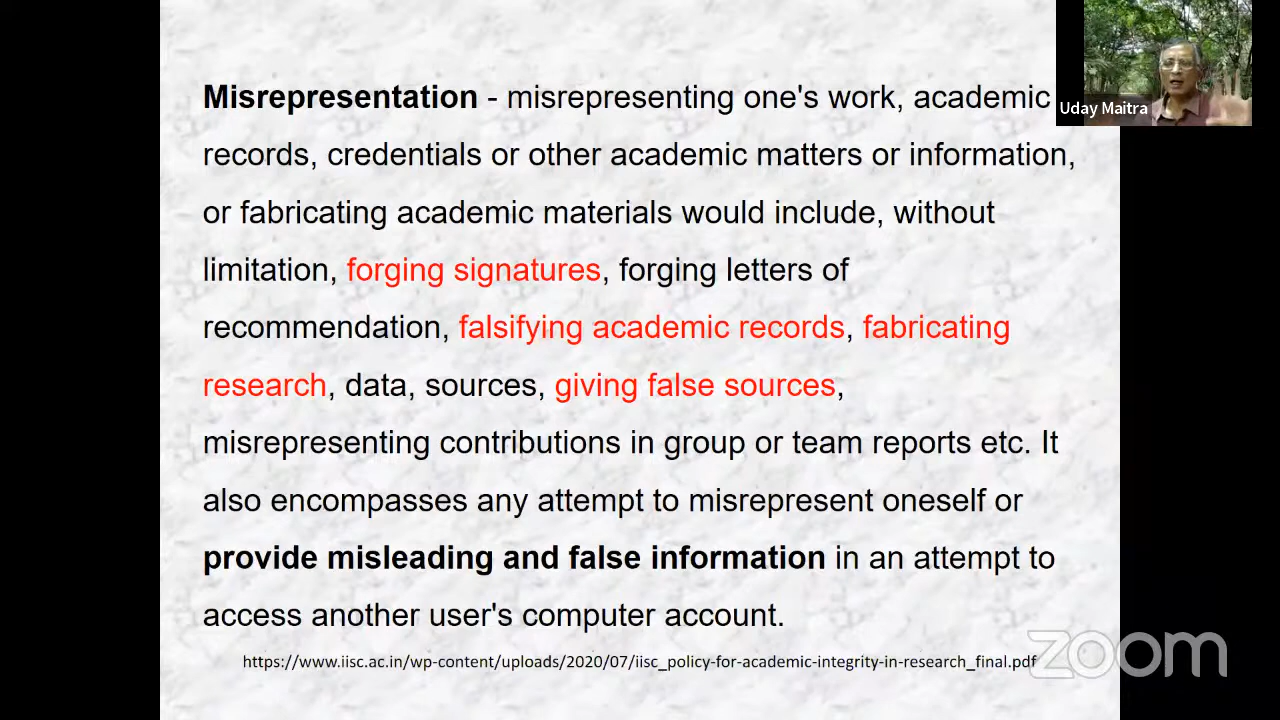 Misrepresentation - misrepresenting one's work, academic
records, credentials or other academic matters or information,
or fabricating academic materials would include, without
limitation, forging signatures, forging letters of
recommendation, falsifying academic records, fabricating
research, data, sources, giving false sources,
misrepresenting contributions in group or team reports etc. It
also encompasses any attempt to misrepresent oneself or
provide misleading and false information in an attempt to
access another user's computer account.
https://www.iisc.ac.in/wp-content/uploads/2020/07/iisc_policy-for-academic-integrity-in-research_final.pdf
Uday Maitra
zoom